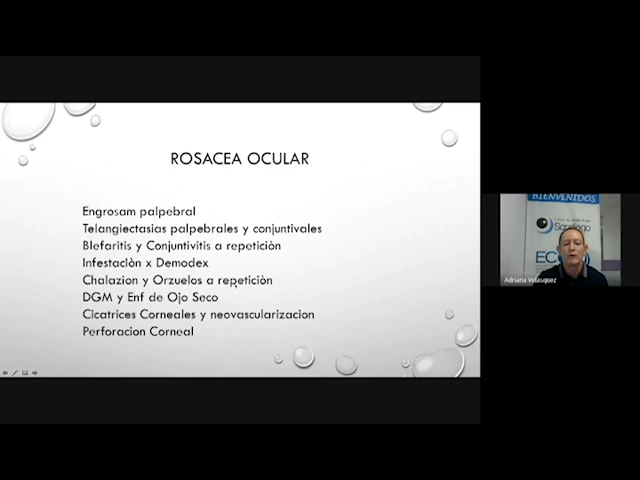 ROSACEA OCULAR
Engrosam palpebral
Telangiectasias palpebrales y conjuntivales
Blefaritis y Conjuntivitis a repetición
Infestaciòn x Demodex
Chalazion y Orzuelos a repetición
DGM y Enf de Ojo Seco
Cicatrices Corneales y neovascularizacion
Perforacion Corneal
BIENVENIDOS
Adriana Velasquez